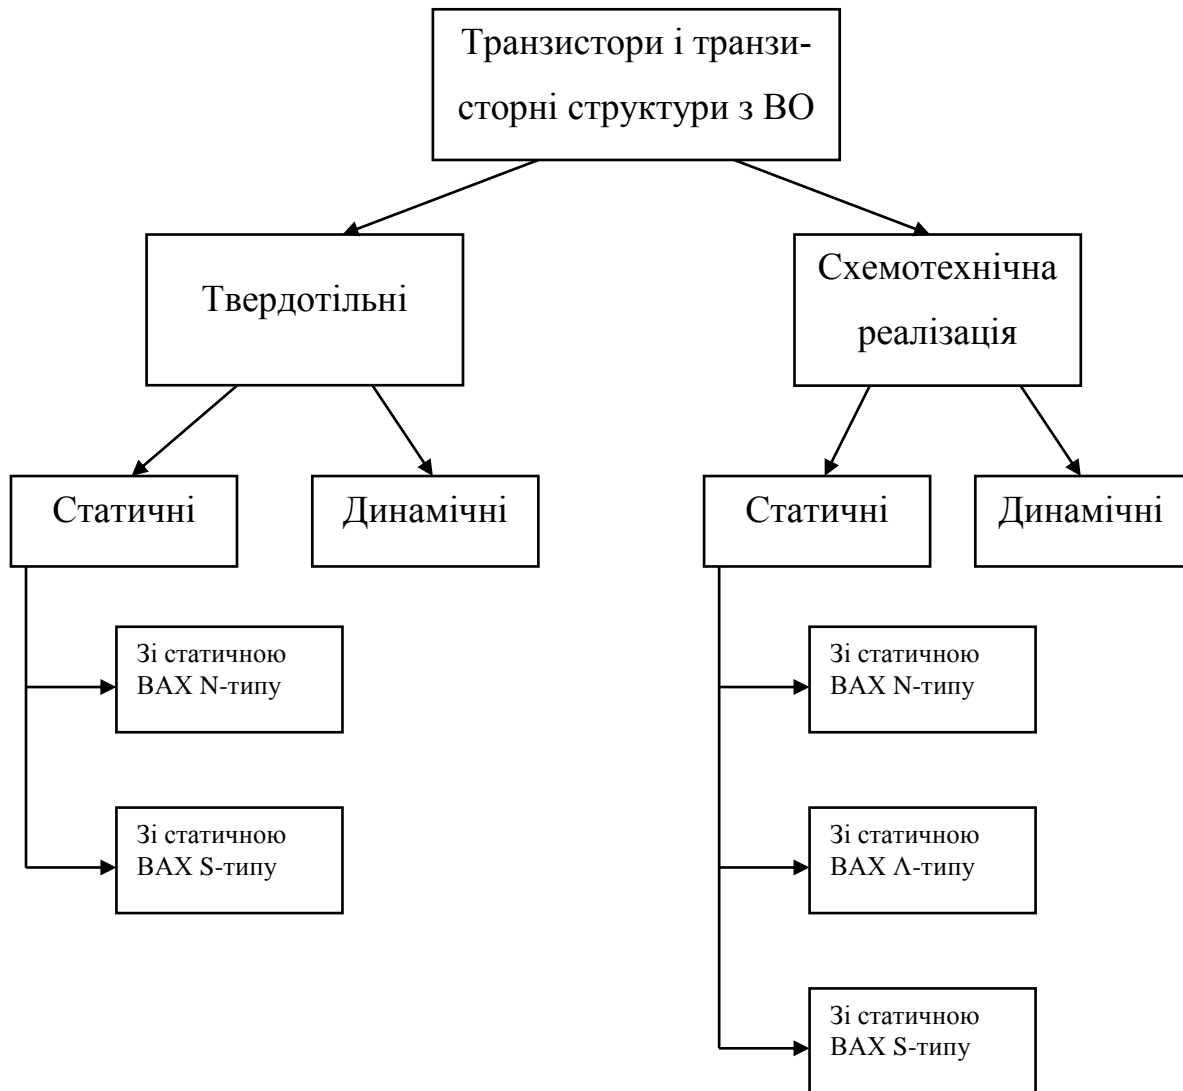 Транзистори і транзи-
сторні структури з ВО
Твердотільні
Схемотехнічна
реалізація
Статичні
Динамічні
Статичні
Динамічні
Зі статичною
ВАХ N-типу
Зі статичною
ВАХ N-типу
Зі статичною
ВАХ S-типу
Зі статичною
ВАХ Λ-типу
Зі статичною
ВАХ S-типу